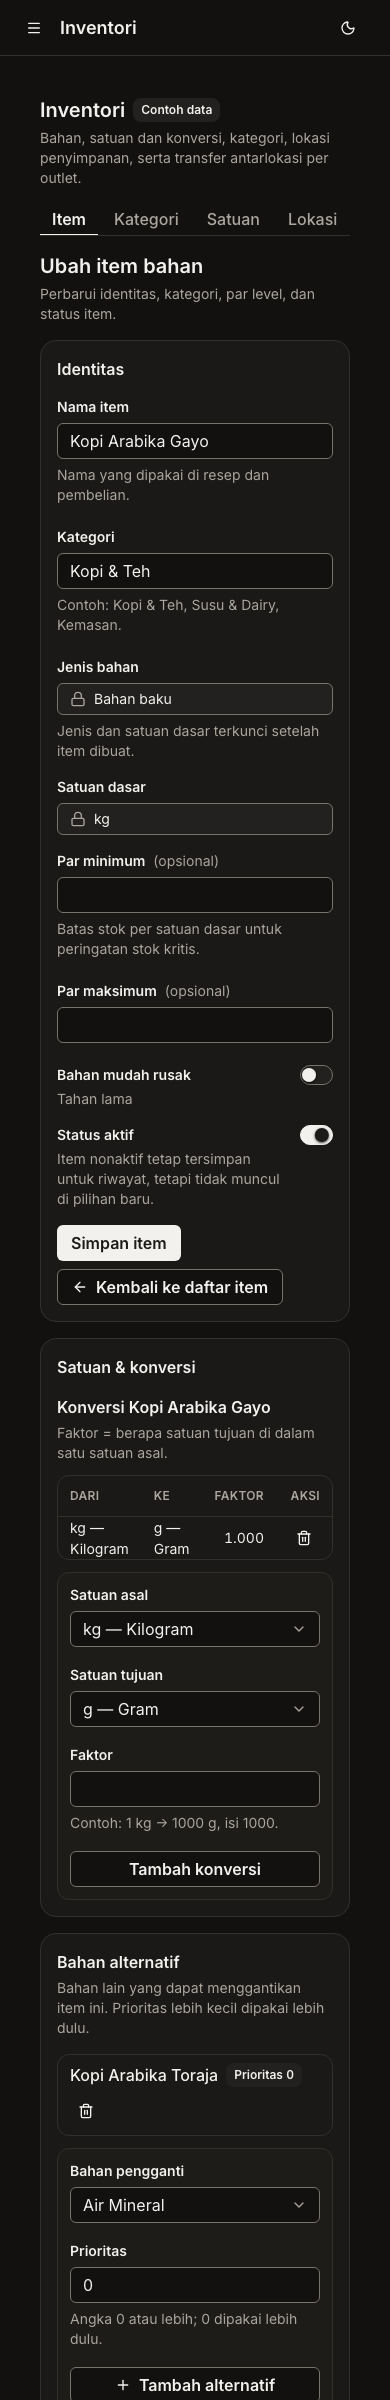 Inventori
Inventori Contoh data
Bahan, satuan dan konversi, kategori, lokasi
penyimpanan, serta transfer antarlokasi per
outlet.
Item Kategori Satuan Lokasi
Ubah item bahan
Perbarui identitas, kategori, par level, dan
status item.
Identitas
Nama item
Kopi Arabika Gayo
Nama yang dipakai di resep dan
pembelian.
Kategori
Kopi & Teh
Contoh: Kopi & Teh, Susu & Dairy,
Kemasan.
Jenis bahan
Bahan baku
Jenis dan satuan dasar terkunci setelah
item dibuat.
Satuan dasar
kg
Par minimum (opsional)
Batas stok per satuan dasar untuk
peringatan stok kritis.
Par maksimum (opsional)
Bahan mudah rusak
Tahan lama
Status aktif
Item nonaktif tetap tersimpan
untuk riwayat, tetapi tidak muncul
di pilihan baru.
Simpan item
← Kembali ke daftar item
Satuan & konversi
Konversi Kopi Arabika Gayo
Faktor = berapa satuan tujuan di dalam
satu satuan asal.
DARI KE FAKTOR AKSI
kg — g — 1.000
Kilogram Gram
Satuan asal
kg — Kilogram
Satuan tujuan
g — Gram
Faktor
Contoh: 1 kg → 1000 g, isi 1000.
Tambah konversi
Bahan alternatif
Bahan lain yang dapat menggantikan
item ini. Prioritas lebih kecil dipakai lebih
dulu.
Kopi Arabika Toraja Prioritas 0
Bahan pengganti
Air Mineral
Prioritas
0
Angka 0 atau lebih; 0 dipakai lebih
dulu.
+ Tambah alternatif